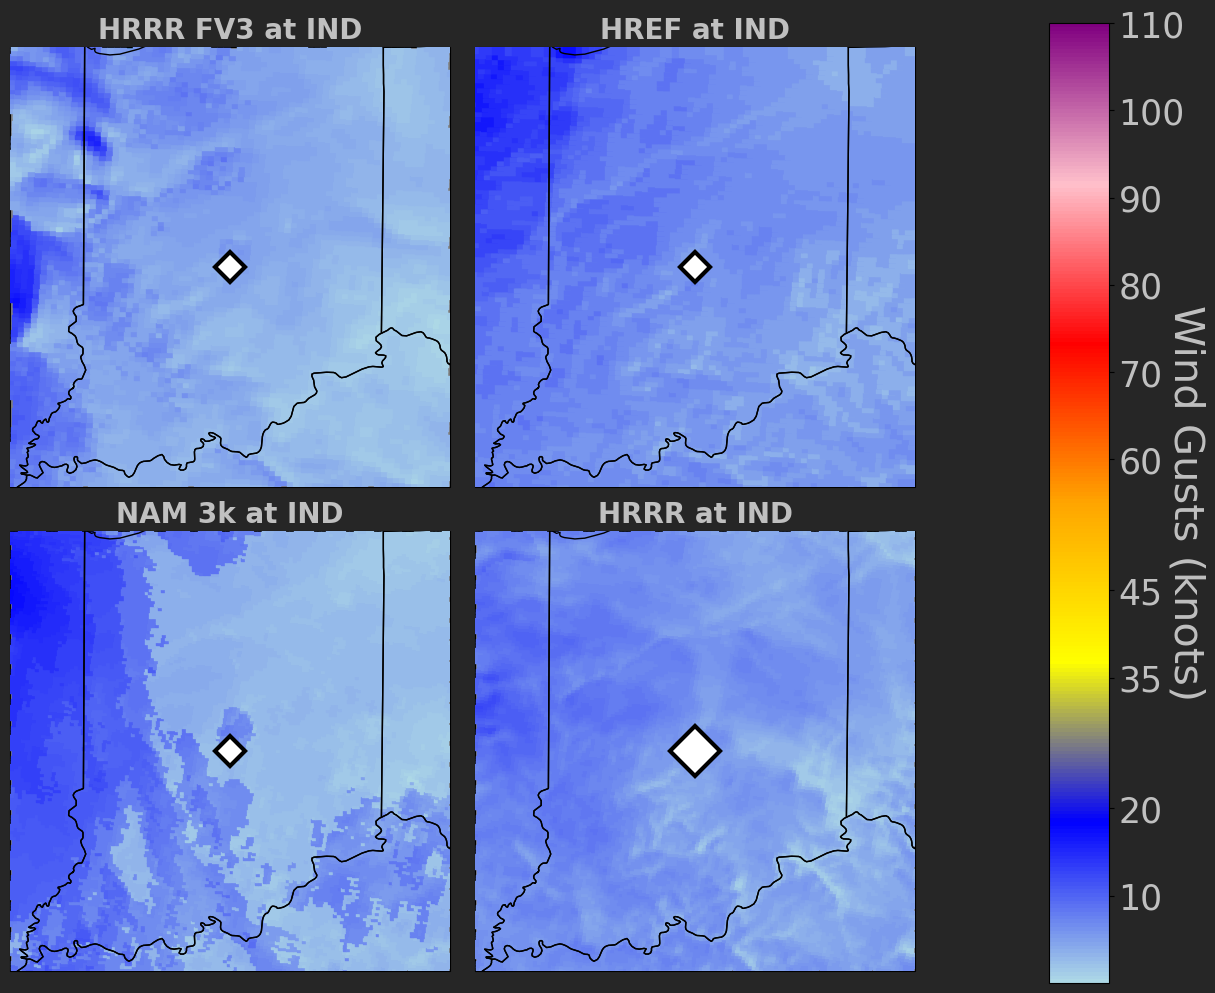 HRRR FV3 at IND
HREF at IND
NAM 3k at IND
HRRR at IND
110
100
90
80
70
60
45
35
20
10
Wind Gusts (knots)